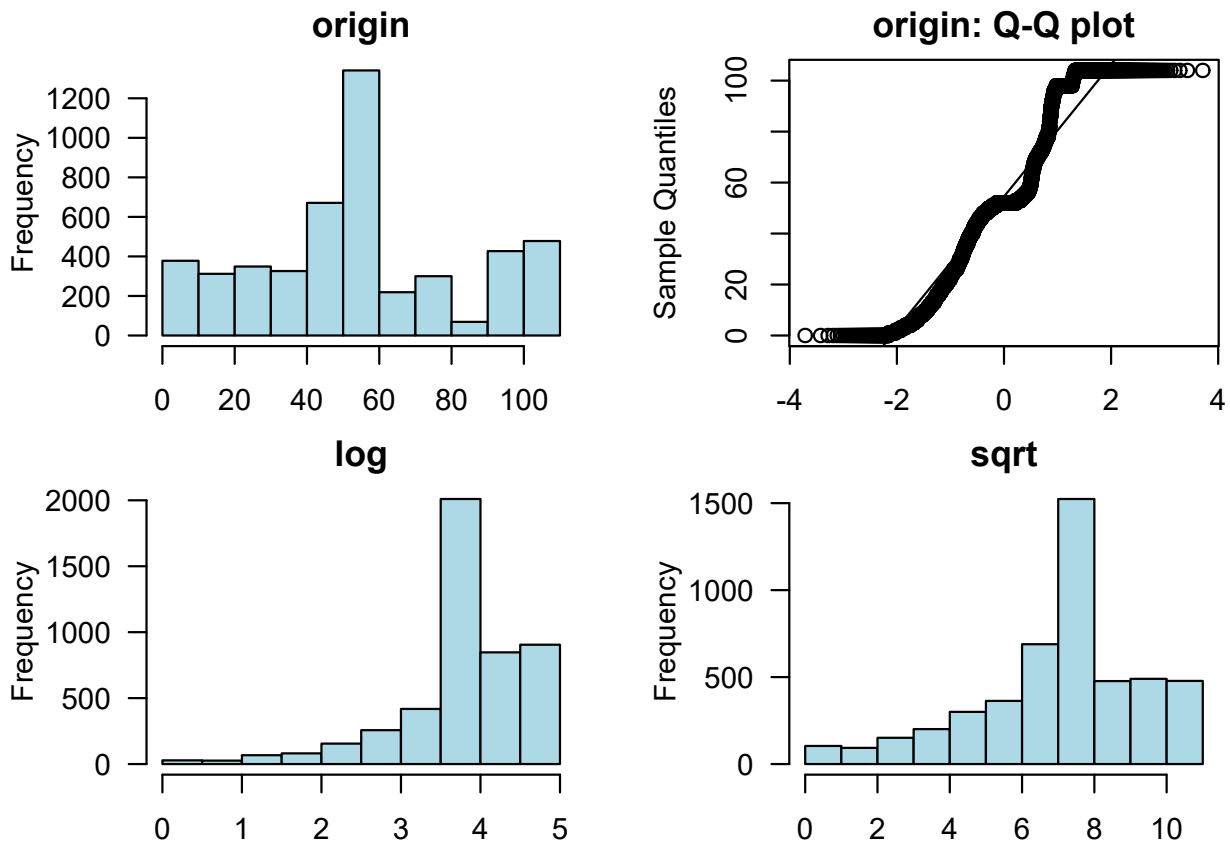 origin
Frequency
0 200 400 600 800 1000 1200
0 20 40 60 80 100
origin: Q-Q plot
Sample Quantiles
0 20 60 100
-4 -2 0 2 4
log
Frequency
0 500 1000 1500 2000
0 1 2 3 4 5
sqrt
Frequency
0 500 1000 1500
0 2 4 6 8 10